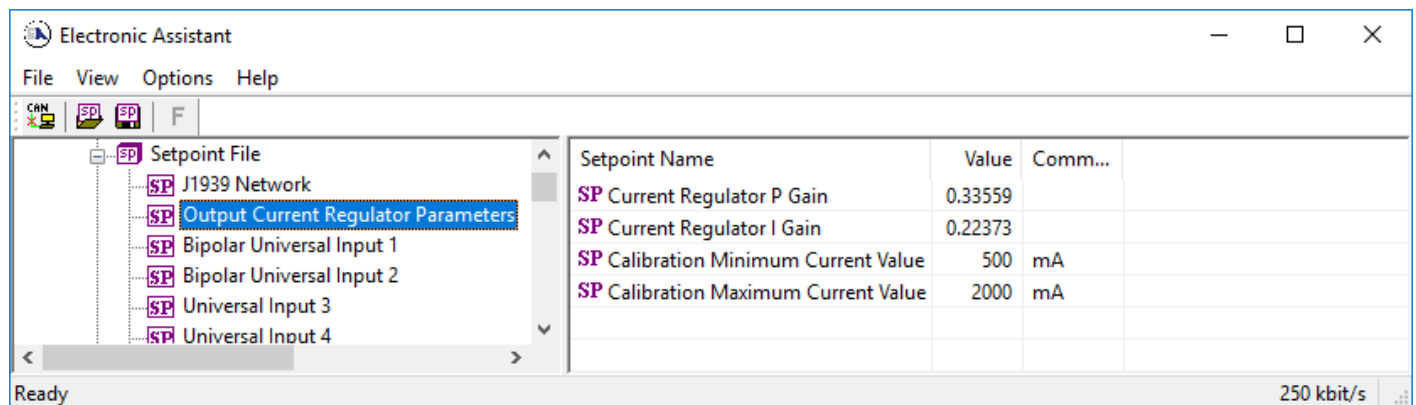 Electronic Assistant
File View Options Help
CAN SP SP F
SP Setpoint File
SP J1939 Network
SP Output Current Regulator Parameters
SP Bipolar Universal Input 1
SP Bipolar Universal Input 2
SP Universal Input 3
SP Universal Input 4
Setpoint Name Value Comm...
SP Current Regulator P Gain 0.33559
SP Current Regulator I Gain 0.22373
SP Calibration Minimum Current Value 500 mA
SP Calibration Maximum Current Value 2000 mA
Ready 250 kbit/s